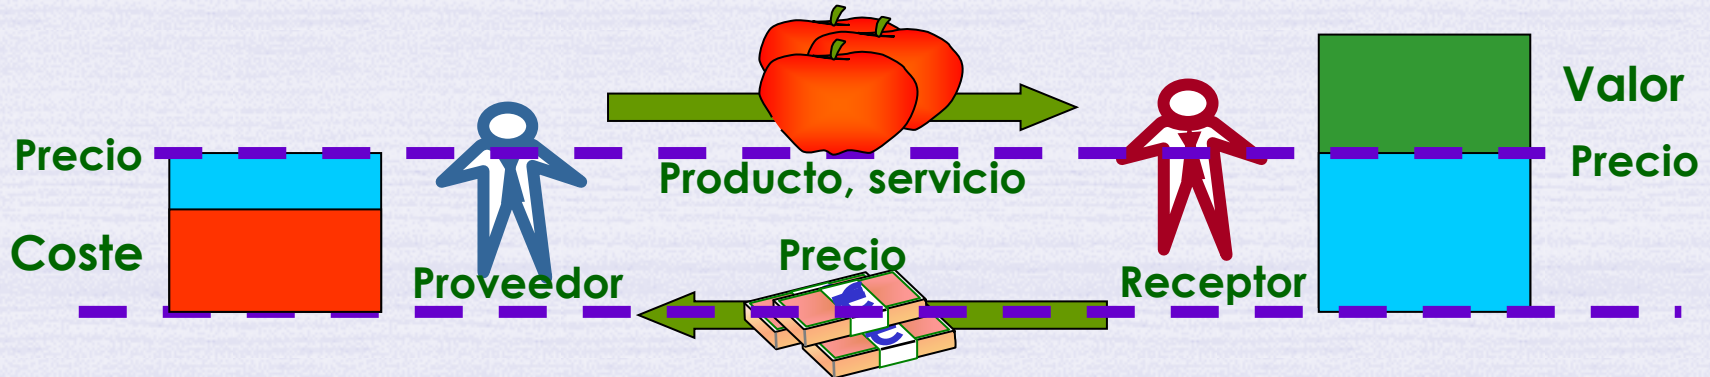 Precio
Coste
Proveedor
Producto, servicio
Precio
Receptor
Valor
Precio